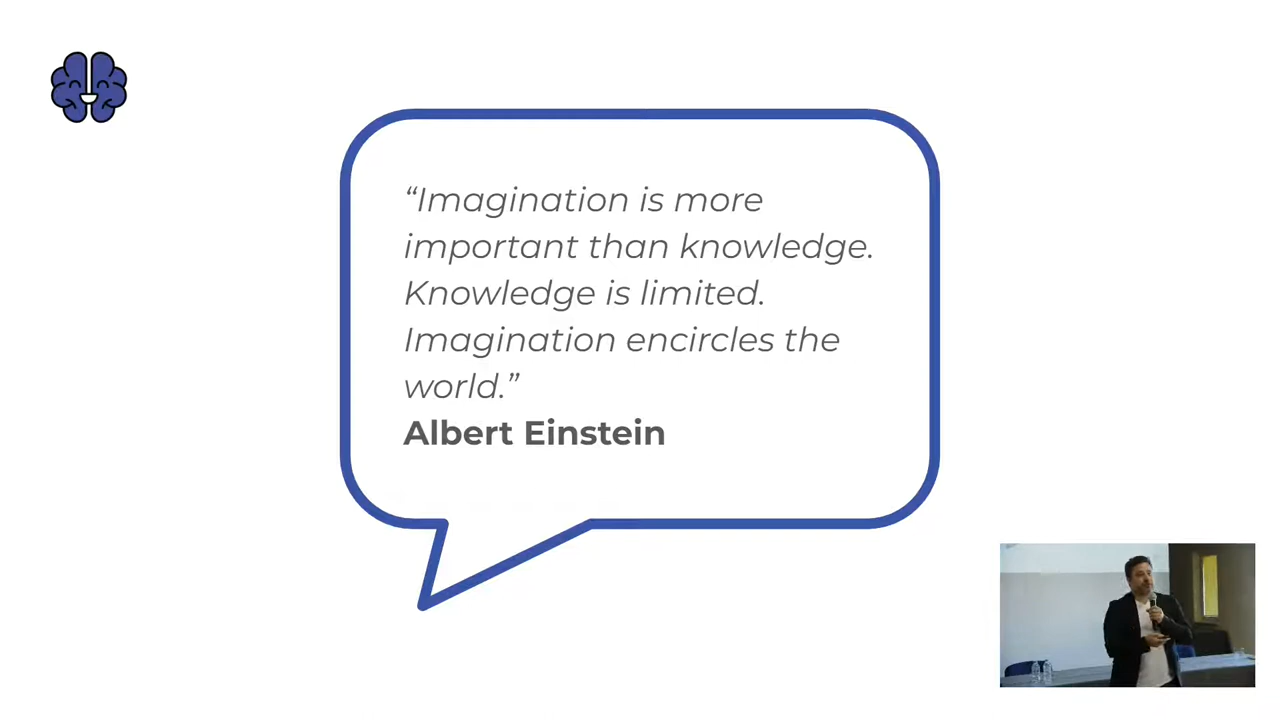 “Imagination is more
important than knowledge.
Knowledge is limited.
Imagination encircles the
world.”
Albert Einstein